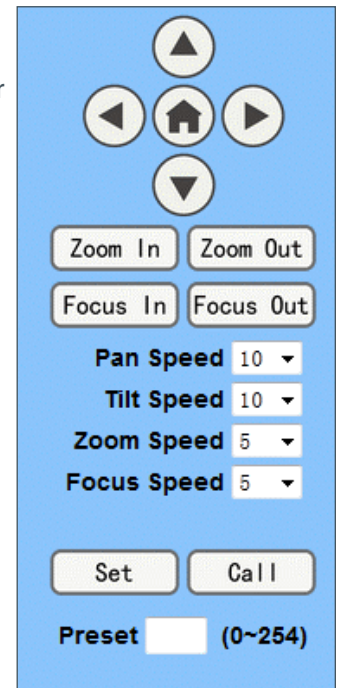 r
Zoom In Zoom Out
Focus In Focus Out
Pan Speed 10
Tilt Speed 10
Zoom Speed 5
Focus Speed 5
Set Call
Preset (0~254)